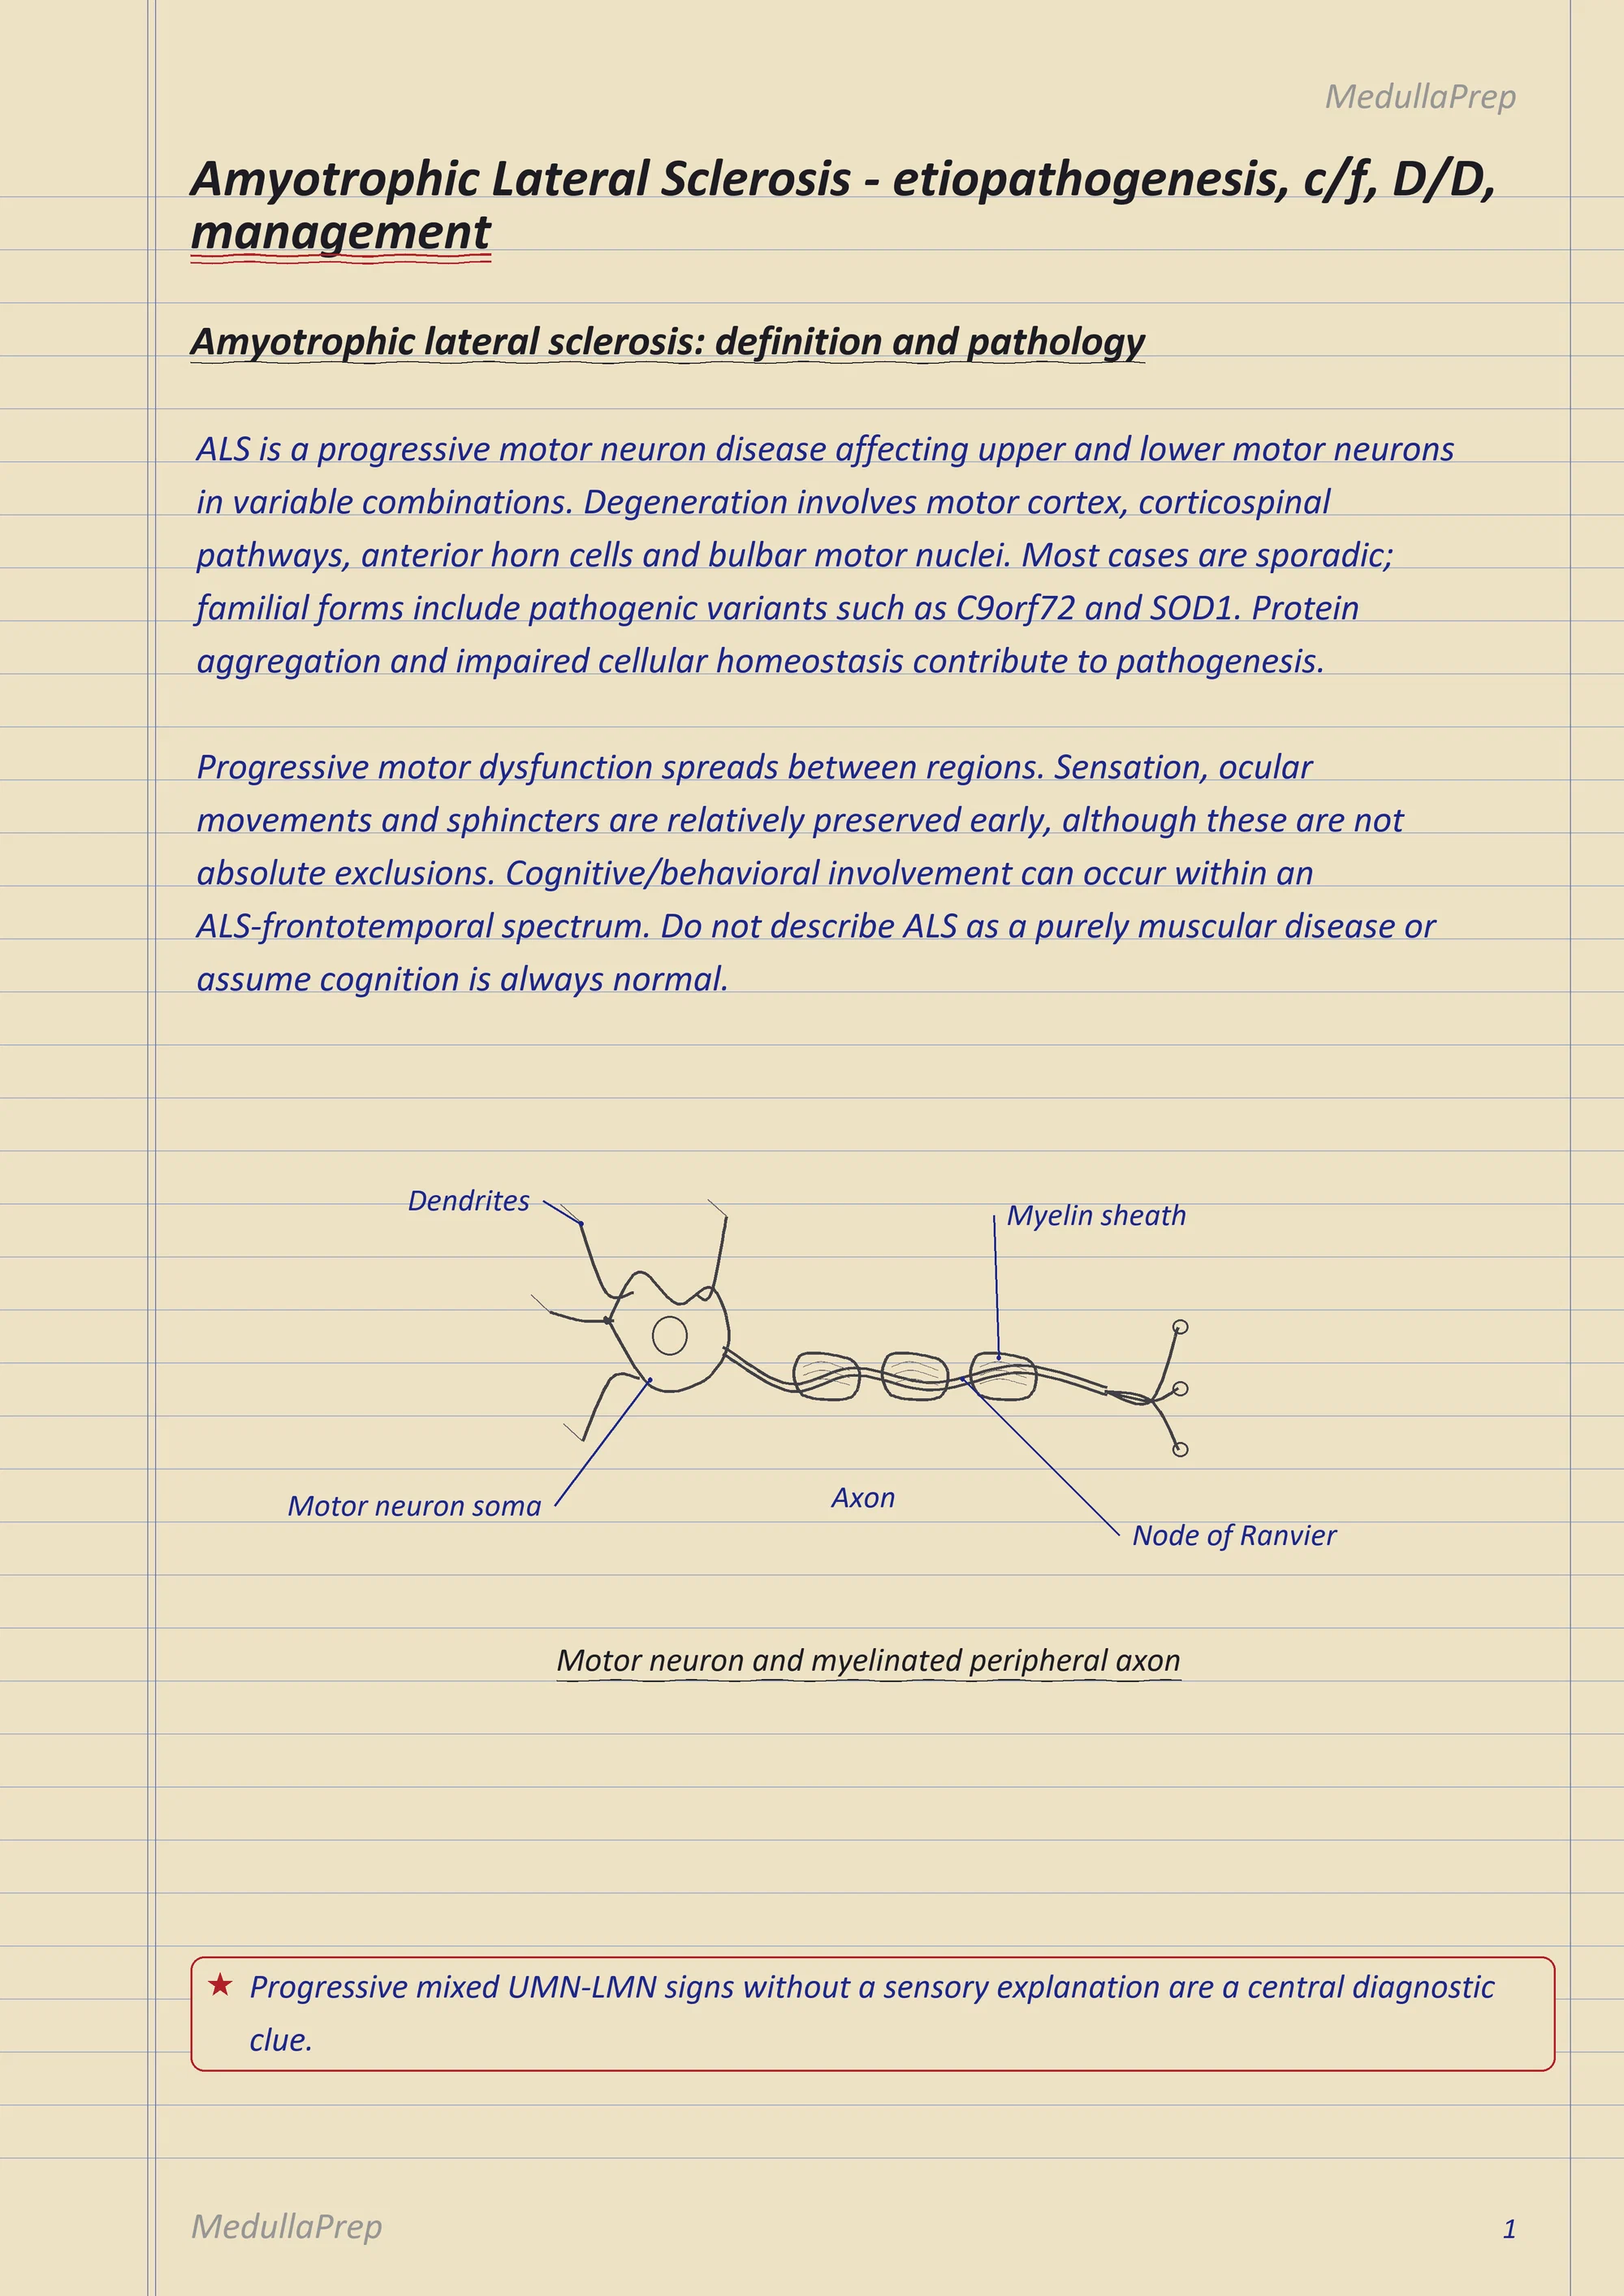 MedullaPrep
Amyotrophic Lateral Sclerosis - etiopathogenesis, c/f, D/D,
management
Amyotrophic lateral sclerosis: definition and pathology
ALS is a progressive motor neuron disease affecting upper and lower motor neurons
in variable combinations. Degeneration involves motor cortex, corticospinal
pathways, anterior horn cells and bulbar motor nuclei. Most cases are sporadic;
familial forms include pathogenic variants such as C9orf72 and SOD1. Protein
aggregation and impaired cellular homeostasis contribute to pathogenesis.
Progressive motor dysfunction spreads between regions. Sensation, ocular
movements and sphincters are relatively preserved early, although these are not
absolute exclusions. Cognitive/behavioral involvement can occur within an
ALS-frontotemporal spectrum. Do not describe ALS as a purely muscular disease or
assume cognition is always normal.
Dendrites
Myelin sheath
Motor neuron soma
Axon
Node of Ranvier
Motor neuron and myelinated peripheral axon
★ Progressive mixed UMN-LMN signs without a sensory explanation are a central diagnostic
clue.
MedullaPrep
1